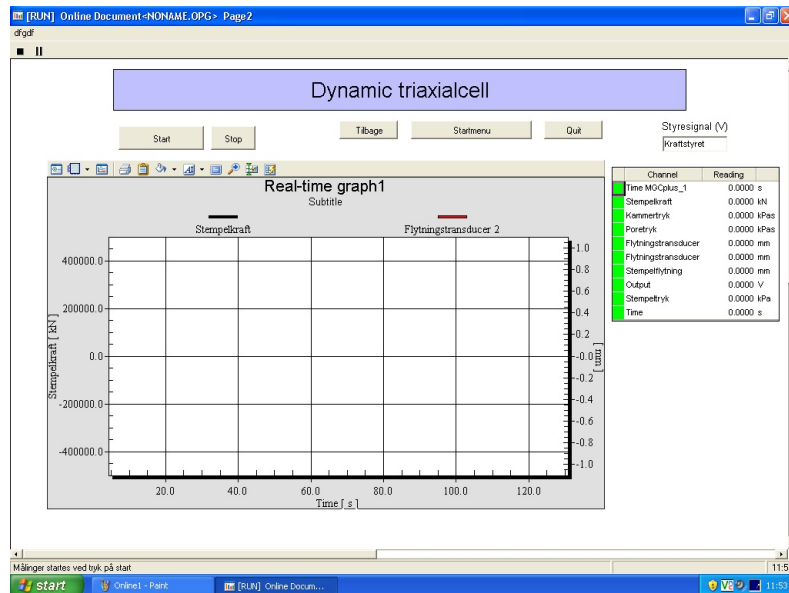 [RUN] Online Document<NONAME.OPG> Page2
dfgdf
Dynamic triaxialcell
Start
Stop
Tilbage
Startmenu
Quit
Styresignal (V)
Kraftstyret
Real-time graph1
Subtitle
Stempelkraft
Flytningstransducer 2
400000.0
200000.0
0.0
-200000.0
-400000.0
Stempelkraft [ kN ]
1.0
-0.8
-0.6
-0.4
-0.2
-0.0
-0.2
-0.4
-0.6
-0.8
-1.0
[ mm ]
20.0 40.0 60.0 80.0 100.0 120.0
Time [ s ]
Channel Reading
Time MGCplus_1 0.0000 s
Stempelkraft 0.0000 kN
Kammertryk 0.0000 kPas
Poretryk 0.0000 kPas
Flytningstransducer 0.0000 mm
Flytningstransducer 0.0000 mm
Stempelflytning 0.0000 mm
Output 0.0000 V
Stempeltryk 0.0000 kPa
Time 0.0000 s
Målinger startes ved tryk på start
11:5
start
Online1 - Paint
[RUN] Online Docum...
11:53